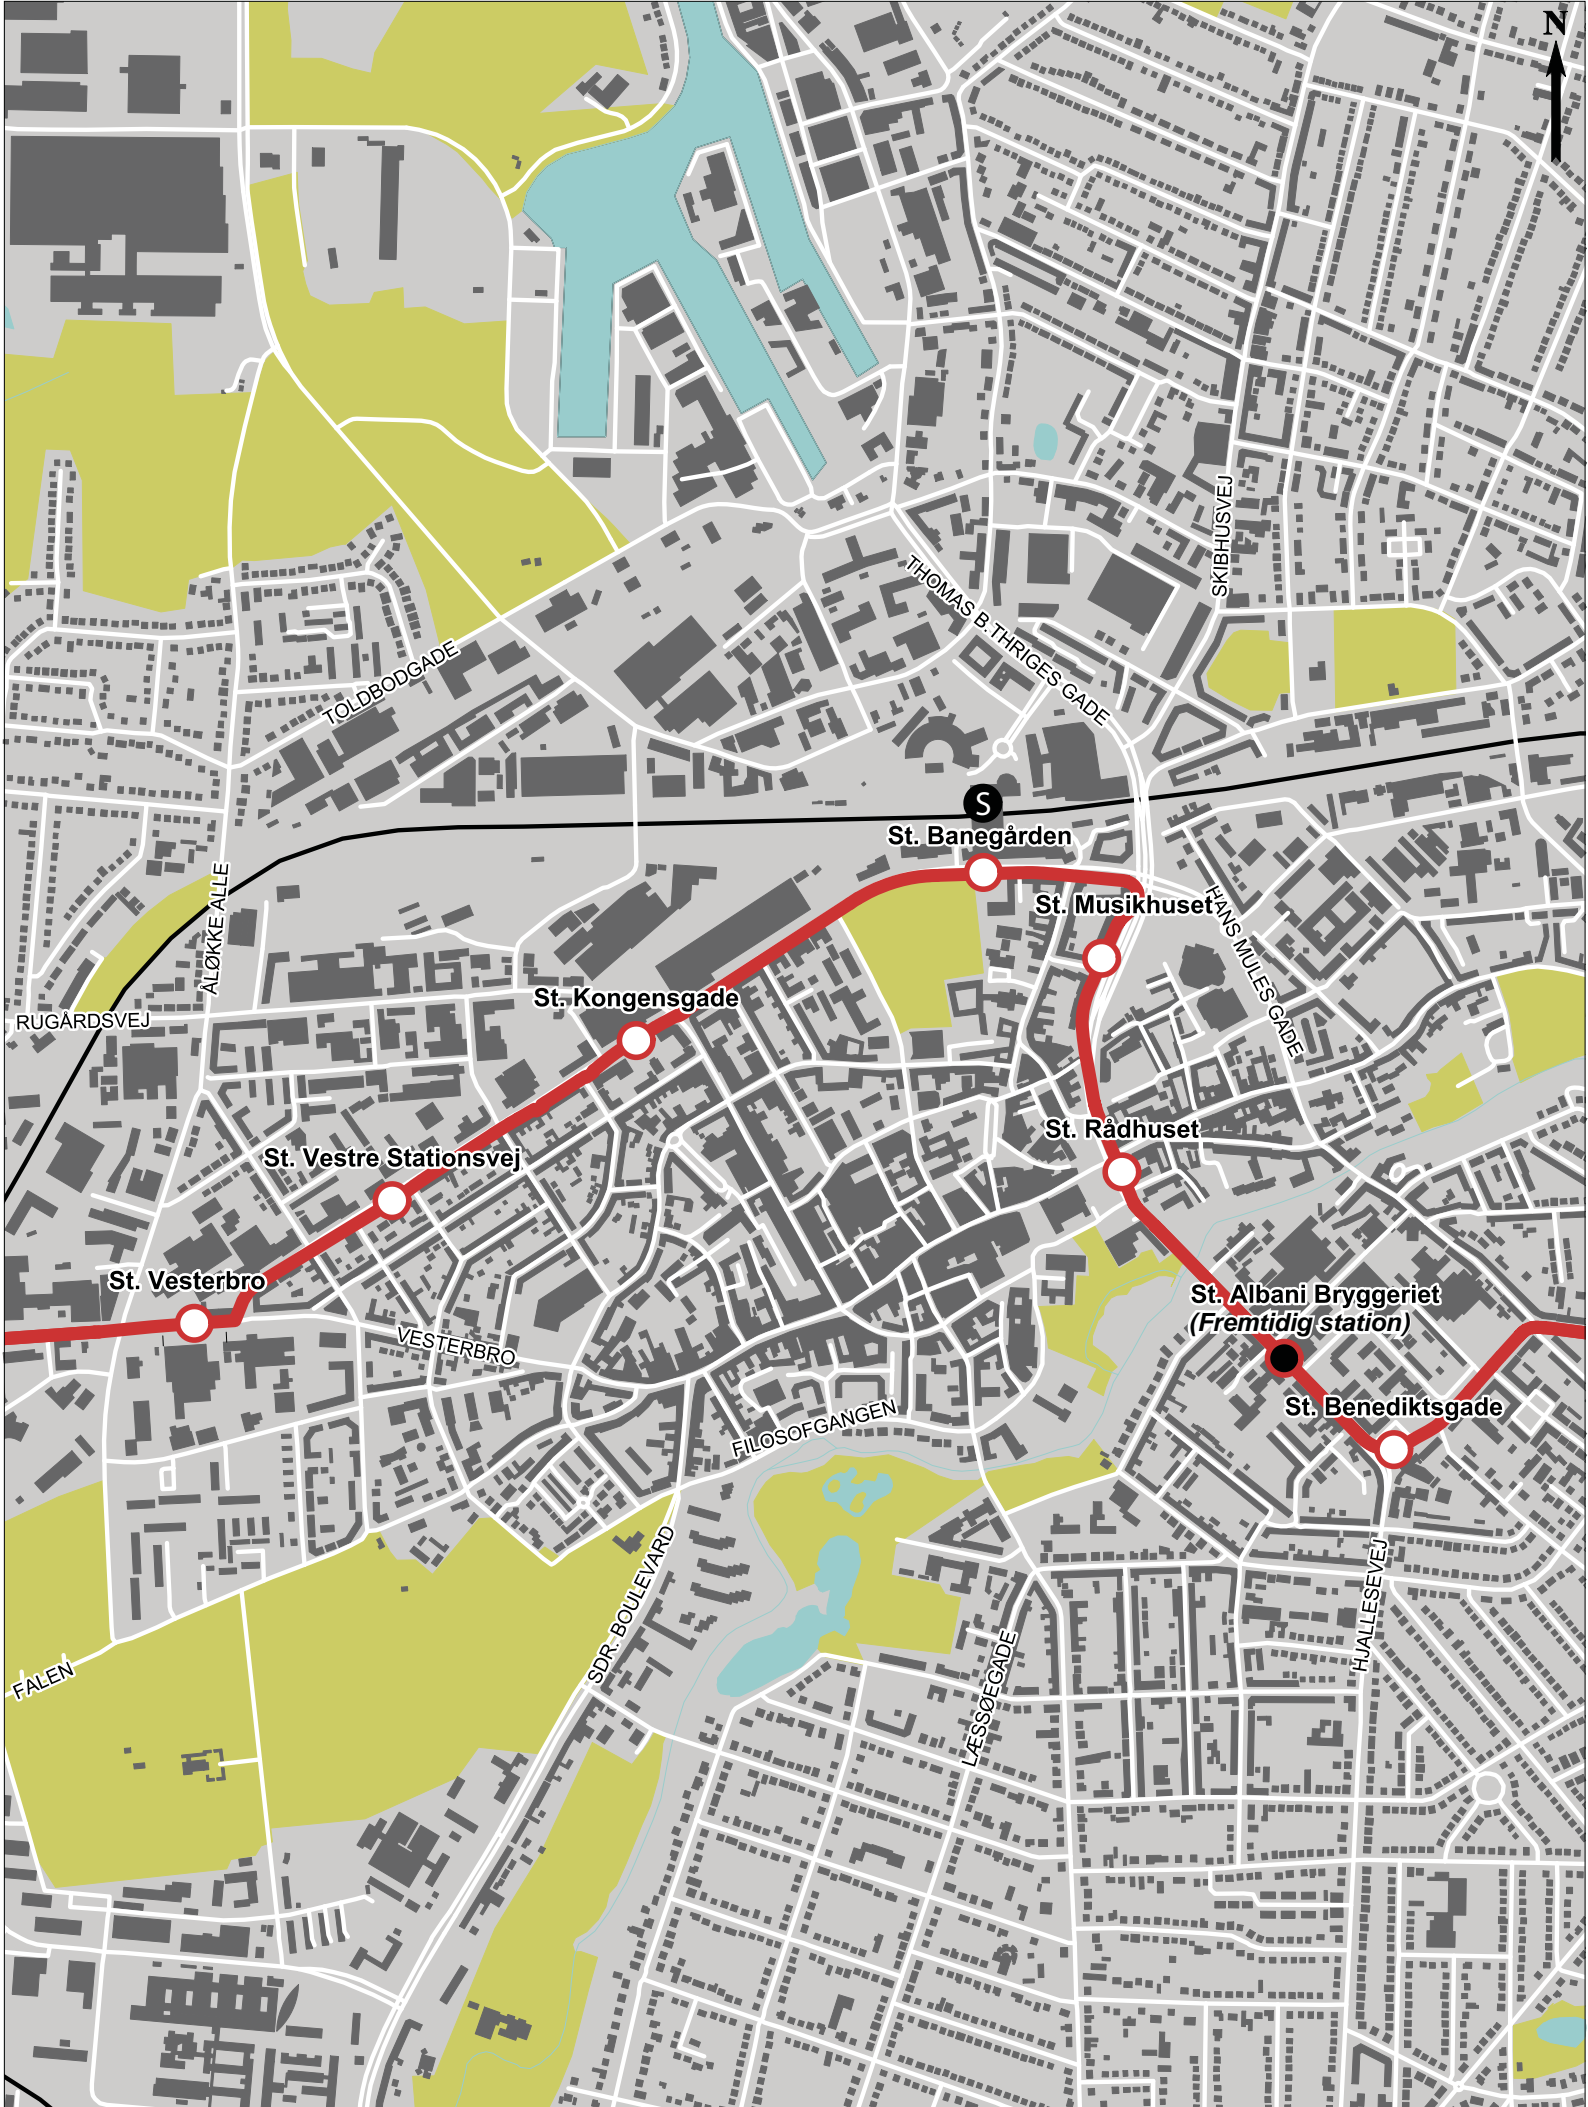 N
SKIBHUSVEJ
THOMAS B. THRIGES GADE
TOLDBODGADE
S
St. Banegården
ÅLØKKE ALLE
St. Musikhuset
HANS MULES GADE
St. Kongensgade
RUGÅRDSVEJ
St. Rådhuset
St. Vestre Stationsvej
St. Vesterbro
St. Albani Bryggeriet
(Fremtidig station)
VESTERBRO
St. Benediktsgade
FILOSOFGANGEN
SDR. BOULEVARD
HJALLESEVEJ
FALEN
LÆSSØEGADE